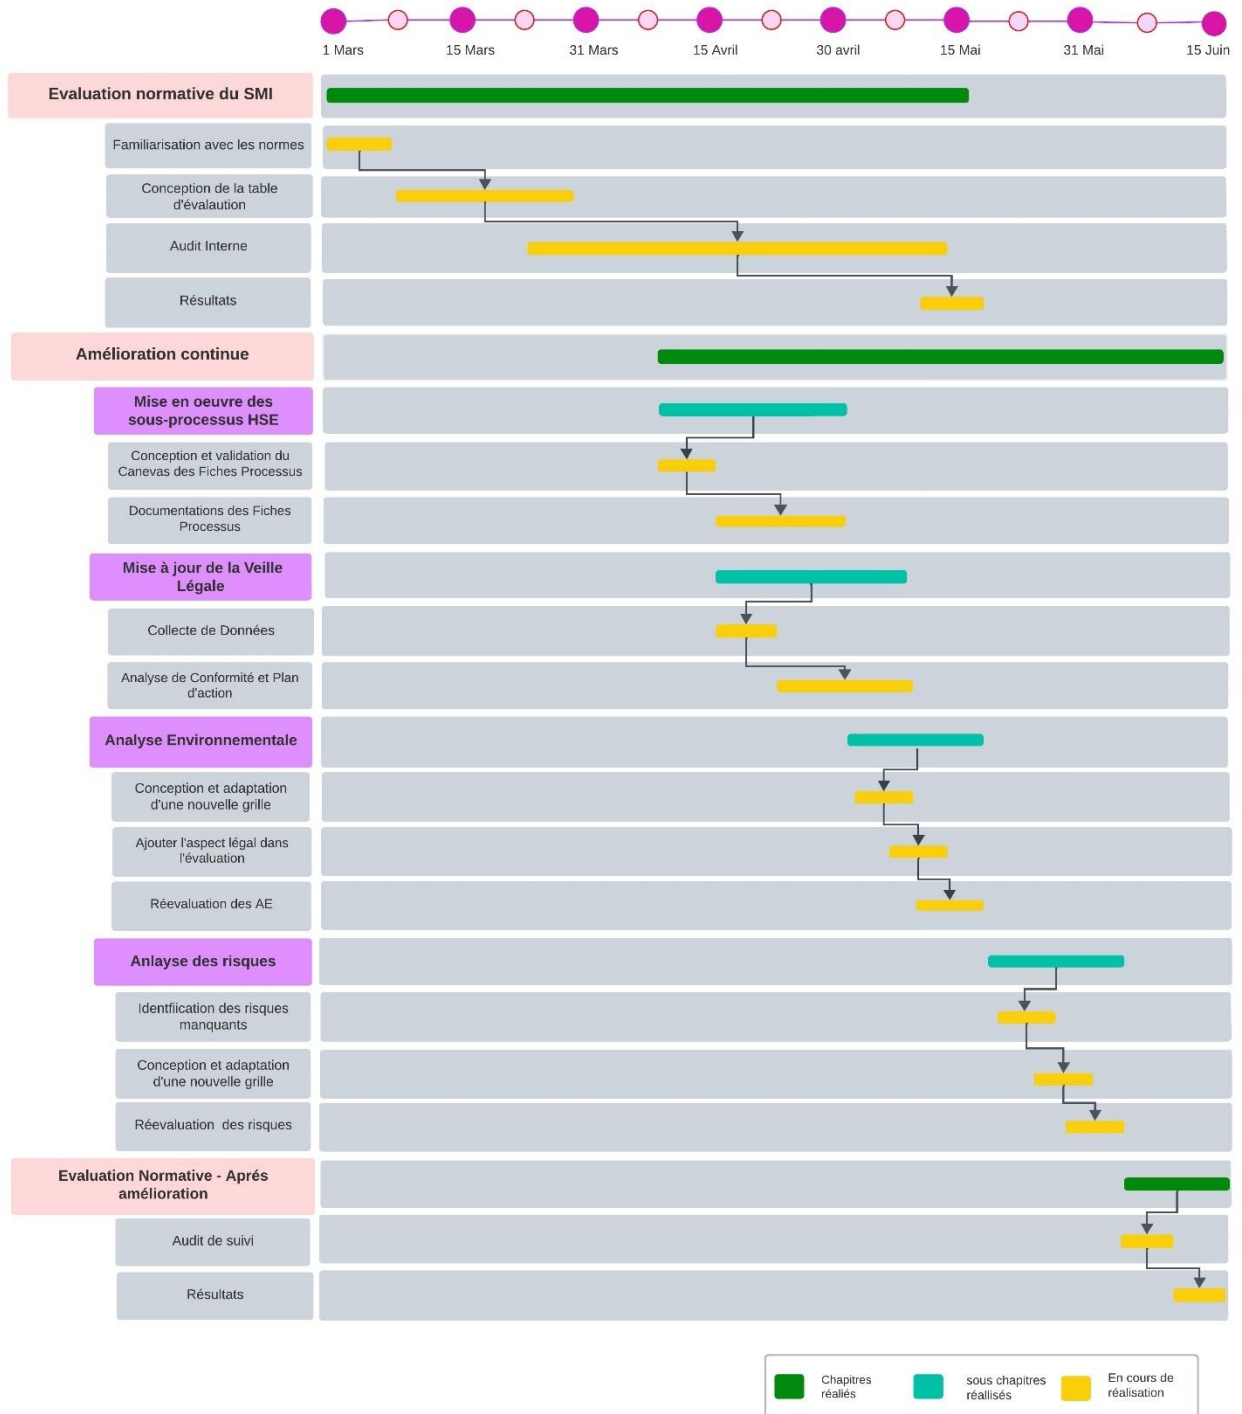 1 Mars 15 Mars 31 Mars 15 Avril 30 avril 15 Mai 31 Mai 15 Juin
Evaluation normative du SMI
Familiarisation avec les normes
Conception de la table
d'évalaution
Audit Interne
Résultats
Amélioration continue
Mise en oeuvre des
sous-processus HSE
Conception et validation du
Canevas des Fiches Processus
Documentations des Fiches
Processus
Mise à jour de la Veille
Légale
Collecte de Données
Analyse de Conformité et Plan
d'action
Analyse Environnementale
Conception et adaptation
d'une nouvelle grille
Ajouter l'aspect légal dans
l'évaluation
Réevaluation des AE
Anlayse des risques
Identfiication des risques
manquants
Conception et adaptation
d'une nouvelle grille
Réevaluation des risques
Evaluation Normative - Aprés
amélioration
Audit de suivi
Résultats
Chapitres
réaliés
sous chapitres
réallisés
En cours de
réalisation